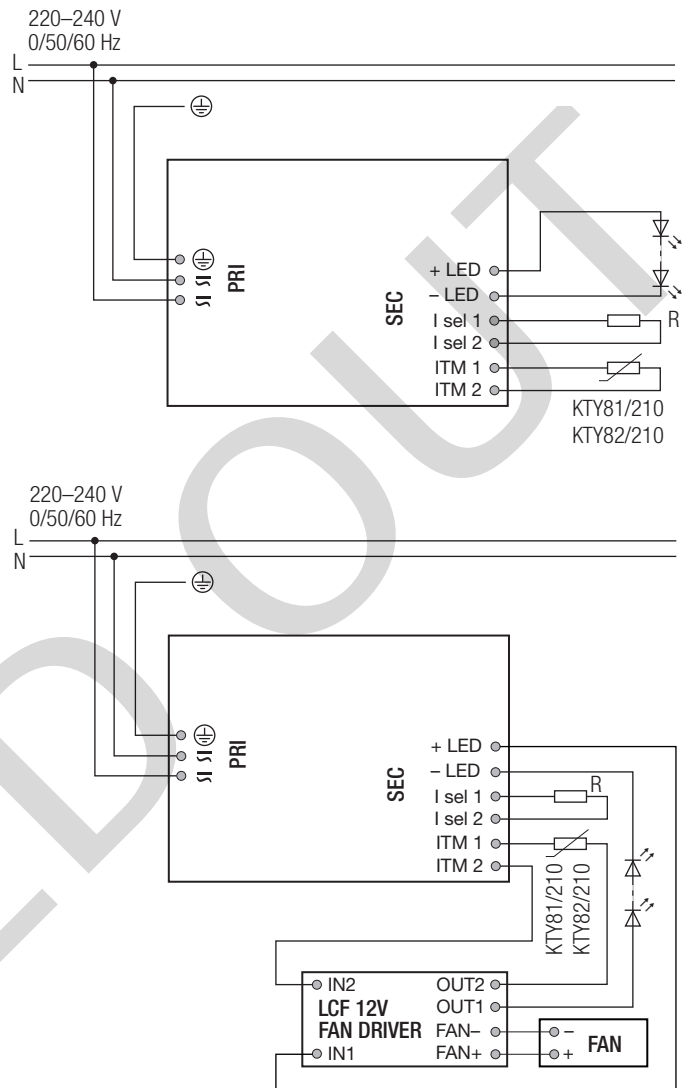 220–240 V
0/50/60 Hz
L
N
PRI
SEC
+ LED
– LED
I sel 1
I sel 2
R
ITM 1
ITM 2
KTY81/210
KTY82/210
220–240 V
0/50/60 Hz
L
N
PRI
SEC
+ LED
– LED
I sel 1
I sel 2
R
ITM 1
ITM 2
KTY81/210
KTY82/210
IN2
LCF 12V
FAN DRIVER
IN1
OUT2
OUT1
FAN–
FAN+
–
+
FAN
LD OUT